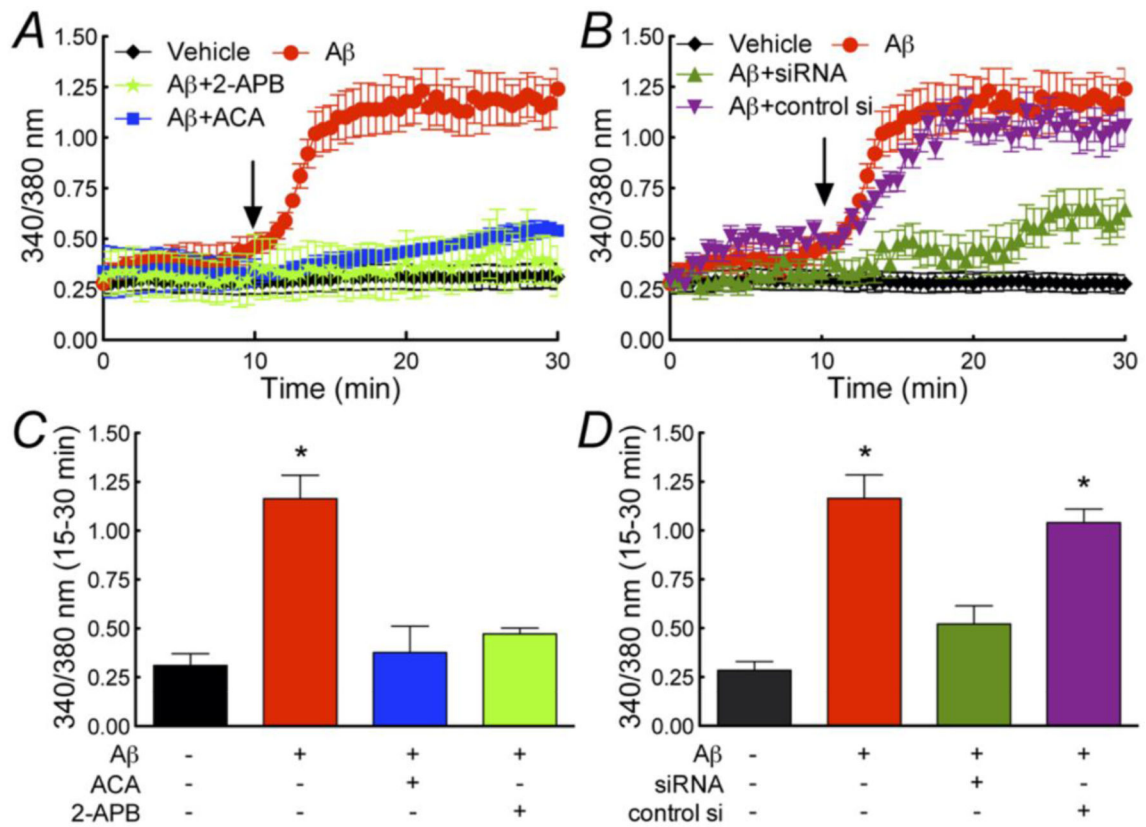 A
1.50
1.25
1.00
0.75
0.50
0.25
0.00
340/380 nm
Vehicle
Aβ
Aβ+2-APB
Aβ+ACA
0
10
20
30
Time (min)
B
1.50
1.25
1.00
0.75
0.50
0.25
0.00
340/380 nm
Vehicle
Aβ
Aβ+siRNA
Aβ+control si
0
10
20
30
Time (min)
C
1.50
1.25
1.00
0.75
0.50
0.25
0.00
340/380 nm (15-30 min)
*
Aβ - + + +
ACA - - + -
2-APB - - - +
D
1.50
1.25
1.00
0.75
0.50
0.25
0.00
340/380 nm (15-30 min)
*
*
Aβ - + + +
siRNA - - + -
control si - - - +